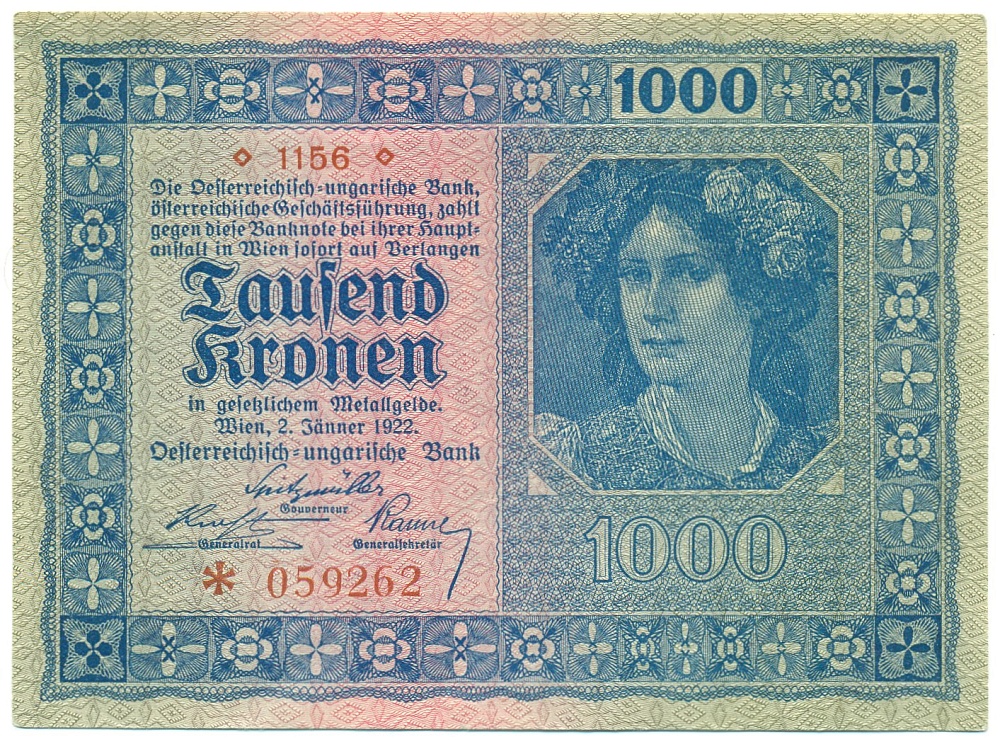 1000
1156
Die Oesterreichisch-ungarische Bank,
österreichische Geschäftsführung, zahlt
gegen diese Banknote bei ihrer Haupt-
anstalt in Wien sofort auf Verlangen
Tausend
Kronen
in gesetzlichem Metallgelde.
Wien, 2. Jänner 1922.
Oesterreichisch-ungarische Bank
Spitzmüller
Gouverneur
Generalrat Generalsekretär
* 059262
1000